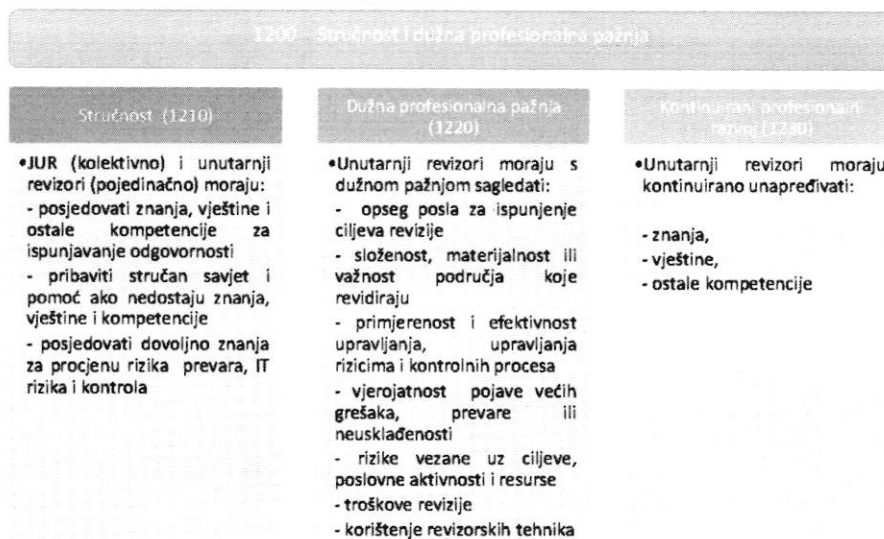 1200 Stručnost i dužna profesionalna pažnja
Stručnost (1210)
•JUR (kolektivno) i unutarnji
revizori (pojedinačno) moraju:
- posjedovati znanja, vještine i
ostale kompetencije za
ispunjavanje odgovornosti
- pribaviti stručan savjet i
pomoć ako nedostaju znanja,
vještine i kompetencije
- posjedovati dovoljno znanja
za procjenu rizika prevara, IT
rizika i kontrola
Dužna profesionalna pažnja
(1220)
•Unutarnji revizori moraju s
dužnom pažnjom sagledati:
- opseg posla za ispunjenje
ciljeva revizije
- složenost, materijalnost ili
važnost područja koje
revidiraju
- primjerenost i efektivnost
upravljanja, upravljanja
rizicima i kontrolnih procesa
- vjerojatnost pojave većih
grešaka, prevare ili
neusklađenosti
- rizike vezane uz ciljeve,
poslovne aktivnosti i resurse
- troškove revizije
- korištenje revizorskih tehnika
Kontinuirani profesionalni
razvoj (1230)
•Unutarnji revizori moraju
kontinuirano unapređivati:
- znanja,
- vještine,
- ostale kompetencije